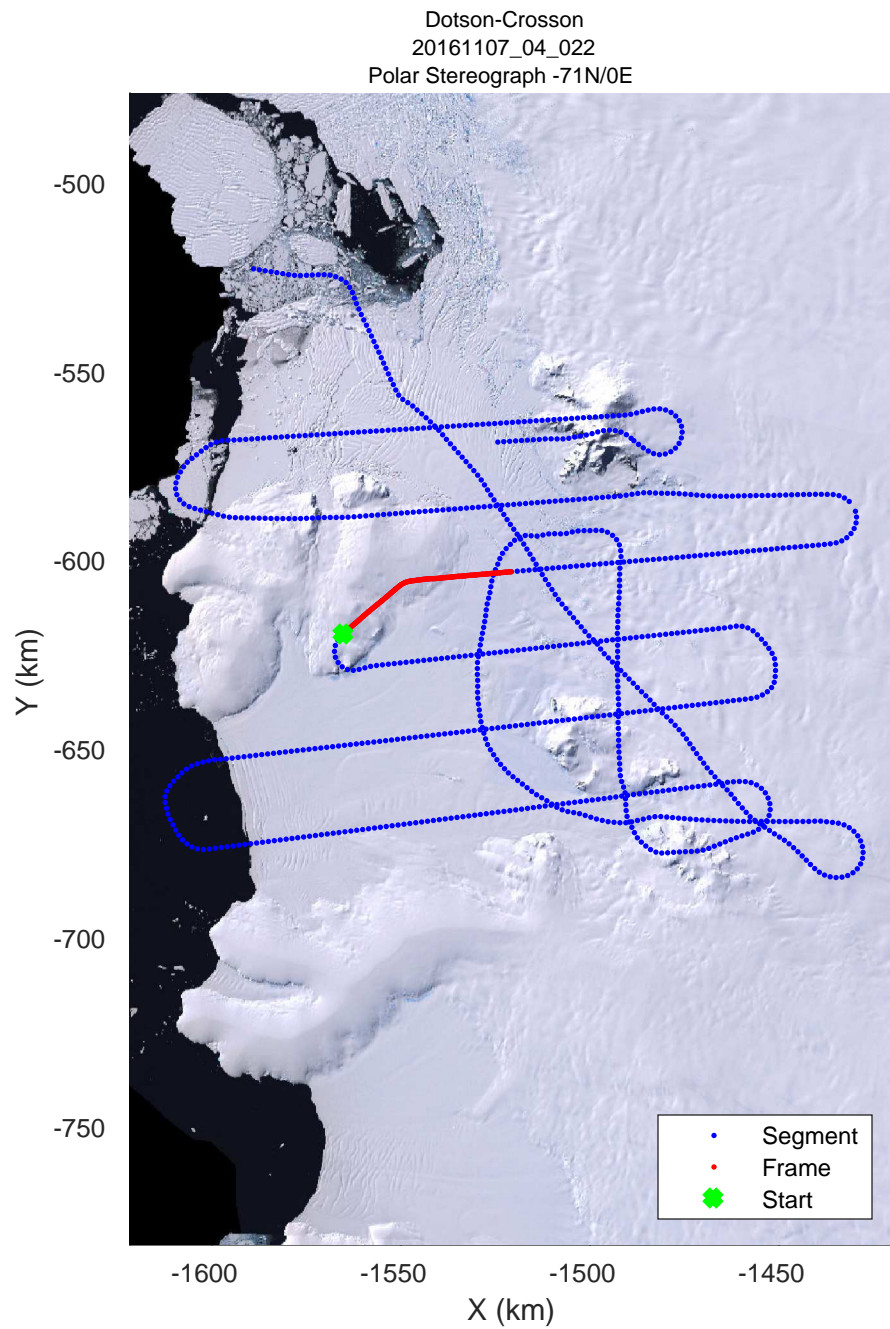 Dotson-Crosson
20161107_04_022
Polar Stereograph -71N/0E
-500
-550
-600
-650
-700
-750
Y (km)
-1600
-1550
-1500
-1450
X (km)
Segment
Frame
Start